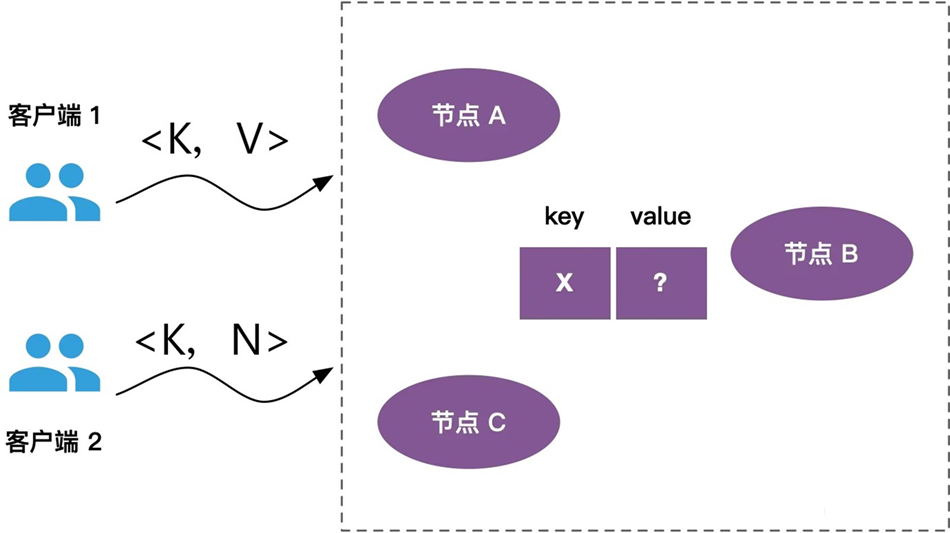 客户端 1
<K, V>
节点 A
key value
X ?
节点 B
<K, N>
客户端 2
节点 C